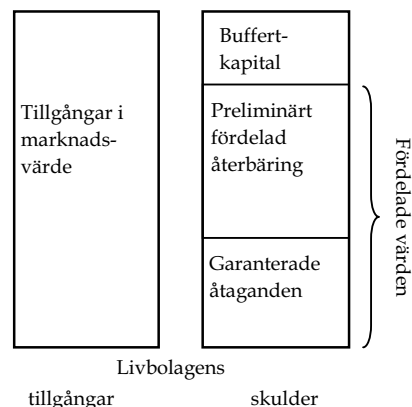 Buffert-
kapital
Tillgångar i
marknads-
värde
Preliminärt
fördelad
återbäring
Fördelade värden
Garanterade
åtaganden
Livbolagens
tillgångar skulder